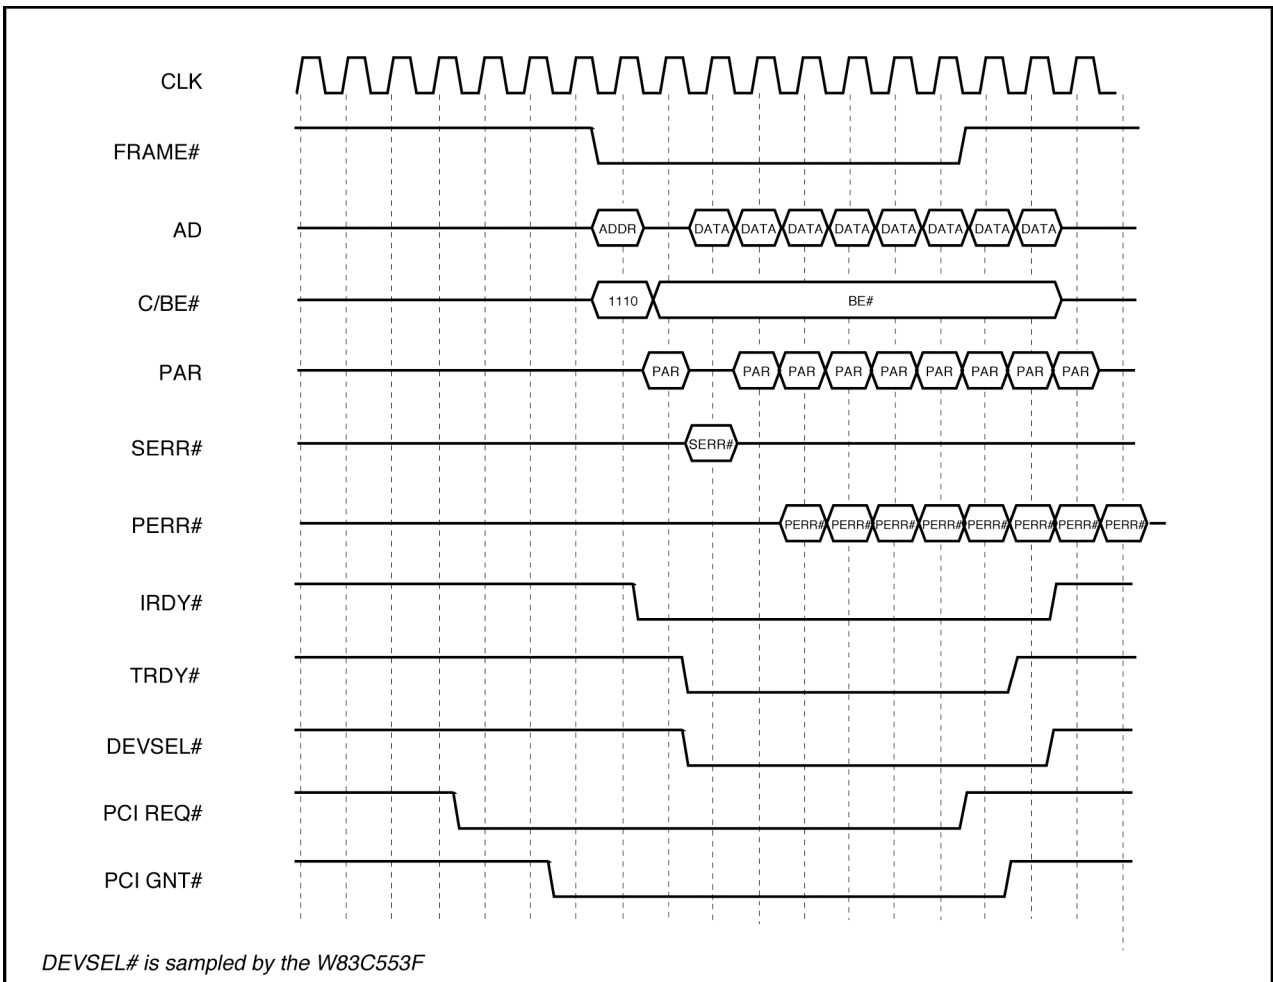 CLK
FRAME#
AD ADDR DATA DATA DATA DATA DATA DATA DATA DATA
C/BE# 1110 BE#
PAR PAR PAR PAR PAR PAR PAR PAR PAR PAR
SERR# SERR#
PERR# PERR# PERR# PERR# PERR# PERR# PERR# PERR# PERR#
IRDY#
TRDY#
DEVSEL#
PCI REQ#
PCI GNT#
DEVSEL# is sampled by the W83C553F